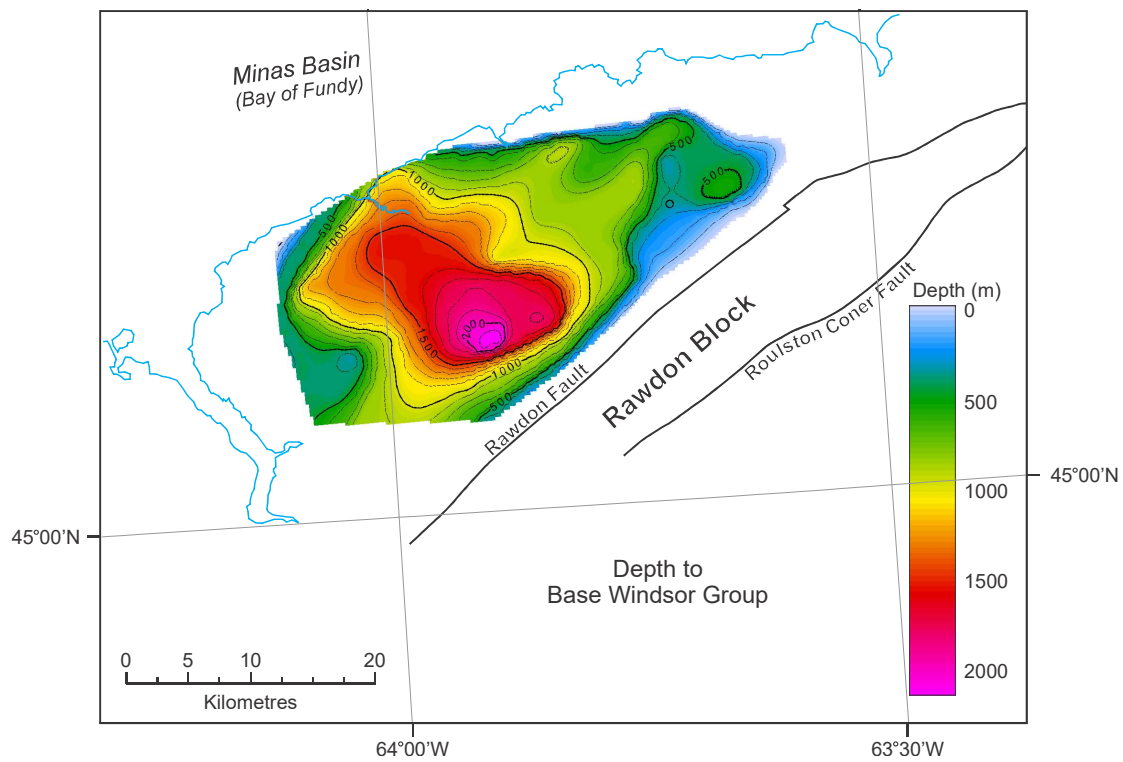 Minas Basin
(Bay of Fundy)
1000
500
500
500
1000
2000
1500
1000
500
Rawdon Fault
Rawdon Block
Roulston Coner Fault
Depth (m)
0
500
1000
1500
2000
45°00’N
45°00’N
Depth to
Base Windsor Group
0 5 10 20
Kilometres
64°00’W
63°30’W